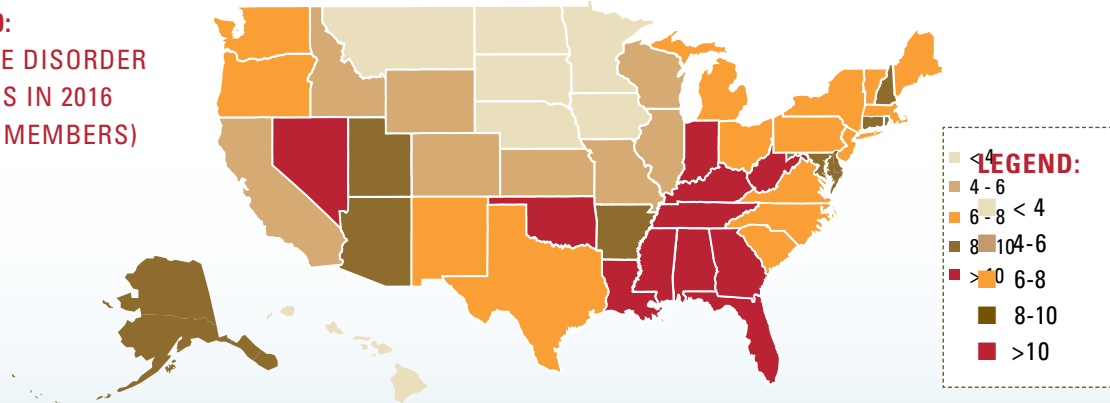 D:
E DISORDER
S IN 2016
MEMBERS)
LEGEND:
< 4
4 - 6
6 - 8
8 - 10
> 10
< 4
4-6
6-8
8-10
>10